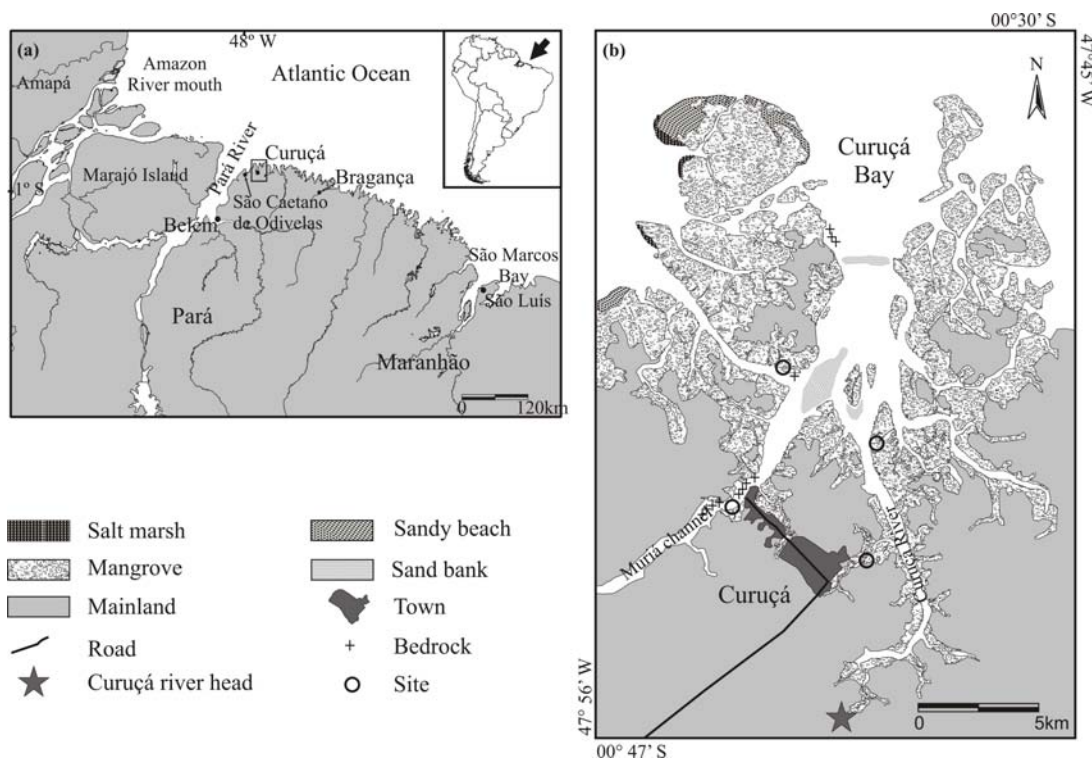 (a)
48° W
Amapá
Amazon
River mouth
Atlantic Ocean
Pará River
Curuçá
1° S
Marajó Island
Bragança
São Caetano
de Odivelas
Belém
São Marcos
Bay
São Luís
Pará
Maranhão
0 120km
00° 30' S
47° 45' W
(b)
N
Curuçá
Bay
Muriá channel
Curuçá River
Curuçá
0 5km
47° 56' W
00° 47' S
Salt marsh
Sandy beach
Mangrove
Sand bank
Mainland
Town
Road
Bedrock
Curuçá river head
Site